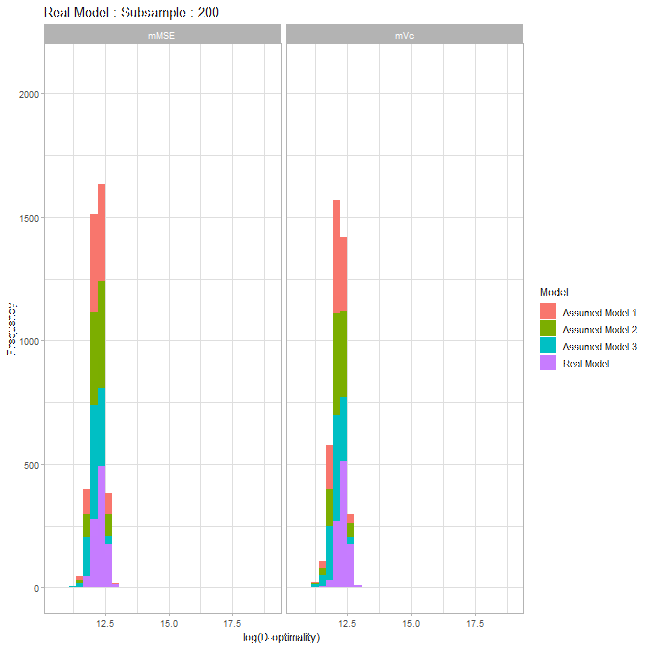 Real Model : Subsample : 200
mMSE
mVc
2000
1500
1000
500
0
Frequency
12.5
15.0
17.5
12.5
15.0
17.5
log(D-optimality)
Model
Assumed Model 1
Assumed Model 2
Assumed Model 3
Real Model